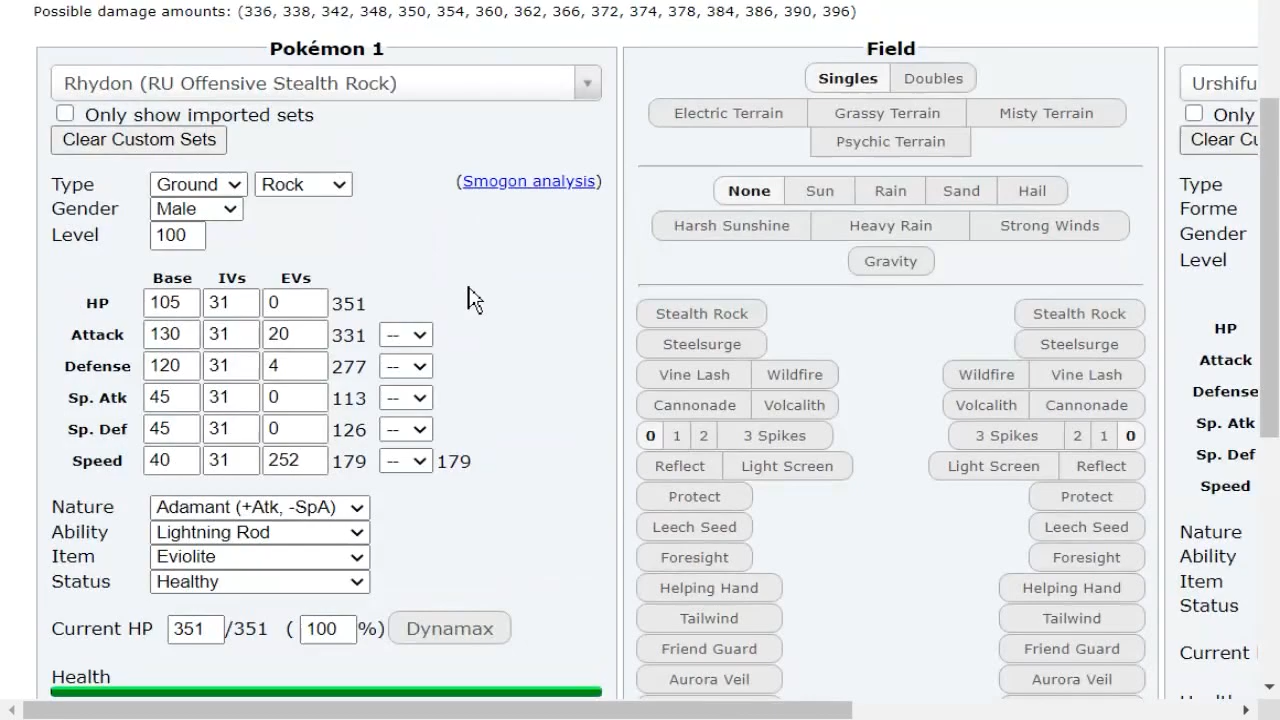 Possible damage amounts: (336, 338, 342, 348, 350, 354, 360, 362, 366, 372, 374, 378, 384, 386, 390, 396)
Pokémon 1
Rhydon (RU Offensive Stealth Rock)
Only show imported sets
Clear Custom Sets
Type Ground Rock (Smogon analysis)
Gender Male
Level 100
Base IVs EVs
HP 105 31 0 351
Attack 130 31 20 331 --
Defense 120 31 4 277 --
Sp. Atk 45 31 0 113 --
Sp. Def 45 31 0 126 --
Speed 40 31 252 179 -- 179
Nature Adamant (+Atk, -SpA)
Ability Lightning Rod
Item Eviolite
Status Healthy
Current HP 351 /351 ( 100 %) Dynamax
Health
Field
Singles Doubles
Electric Terrain Grassy Terrain Misty Terrain
Psychic Terrain
None Sun Rain Sand Hail
Harsh Sunshine Heavy Rain Strong Winds
Gravity
Stealth Rock Stealth Rock
Steelsurge Steelsurge
Vine Lash Wildfire Wildfire Vine Lash
Cannonade Volcalith Volcalith Cannonade
0 1 2 3 Spikes 3 Spikes 2 1 0
Reflect Light Screen Light Screen Reflect
Protect Protect
Leech Seed Leech Seed
Foresight Foresight
Helping Hand Helping Hand
Tailwind Tailwind
Friend Guard Friend Guard
Aurora Veil Aurora Veil
Urshifu
Only
Clear Cu
Type
Forme
Gender
Level
HP
Attack
Defense
Sp. Atk
Sp. Def
Speed
Nature
Ability
Item
Status
Current